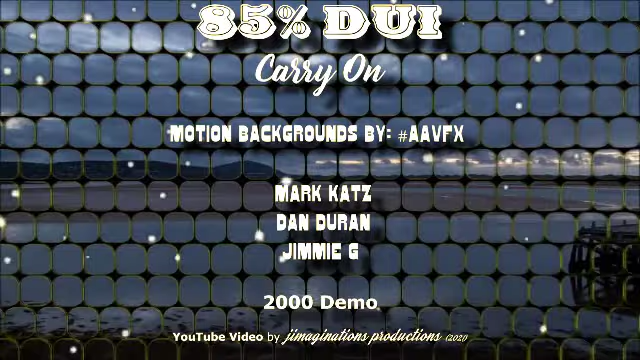 85% DUI
Carry On
MOTION BACKGROUNDS BY: #AAVFX
MARK KATZ
DAN DURAN
JIMMIE G
2000 Demo
YouTube Video by jimaginations productions (2021)